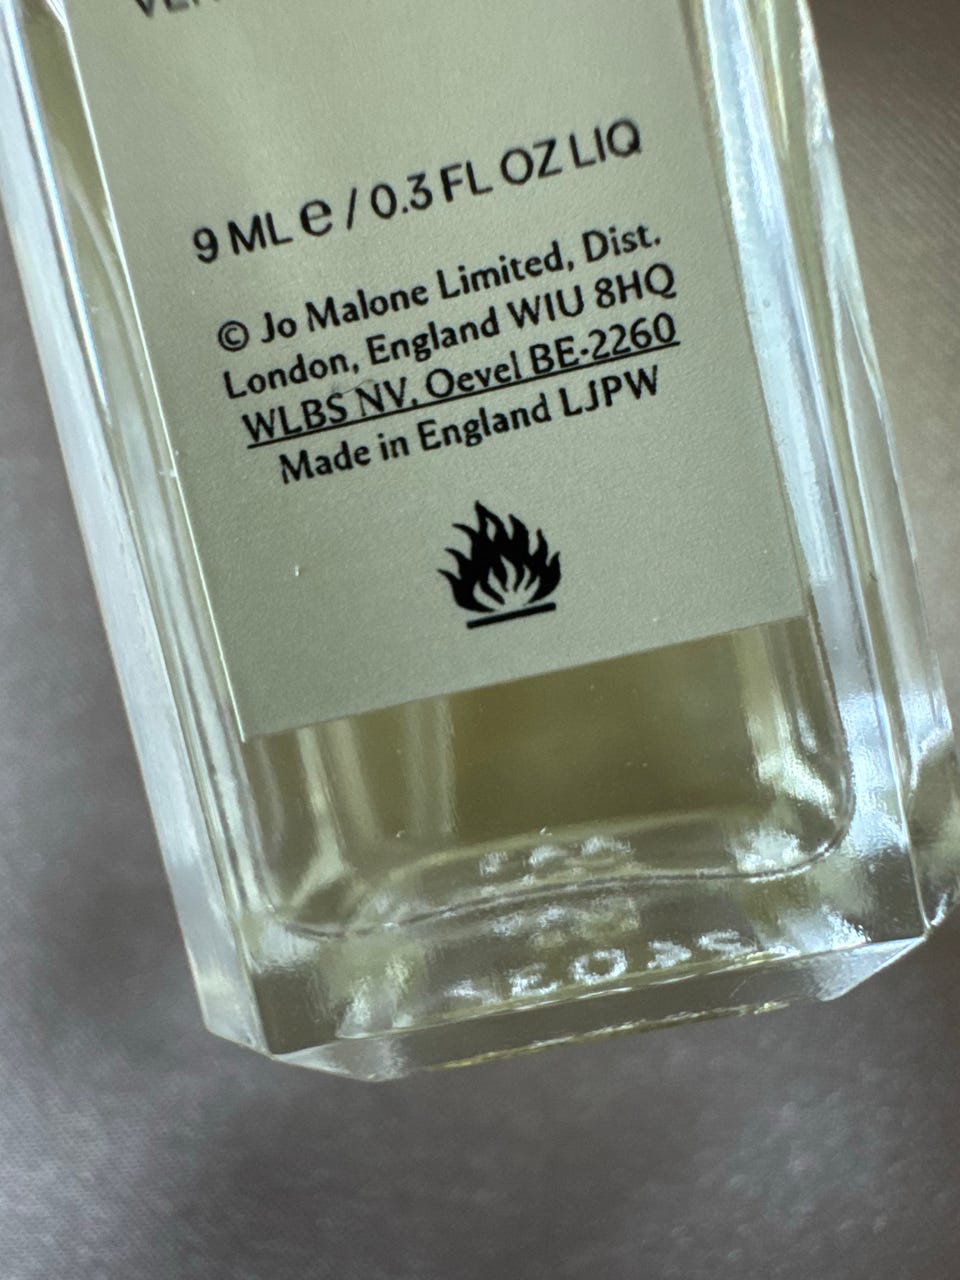 9 ML e / 0.3 FL OZ LIQ
© Jo Malone Limited, Dist.
London, England W1U 8HQ
WLBS NV. Oevel BE-2260
Made in England LJPW